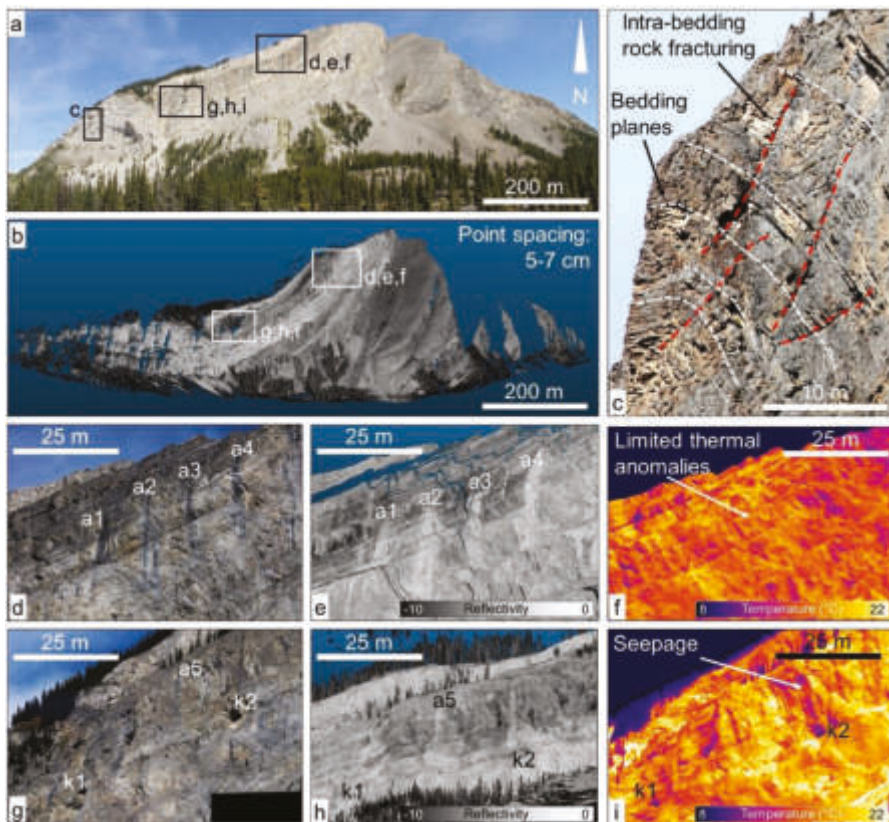 a
d,e,f
c
g,h,i
N
200 m
b
Point spacing:
5-7 cm
d,e,f
g,h,i
200 m
Intra-bedding
rock fracturing
Bedding
planes
c
10 m
25 m
a1
a2
a3
a4
d
25 m
a1
a2
a3
a4
e
-10 Reflectivity 0
Limited thermal
anomalies
25 m
f
Temperature (°C) 22
25 m
a5
k2
k1
g
25 m
a5
k2
k1
h
-10 Reflectivity 0
Seepage
25 m
k2
k1
i
Temperature (°C) 22